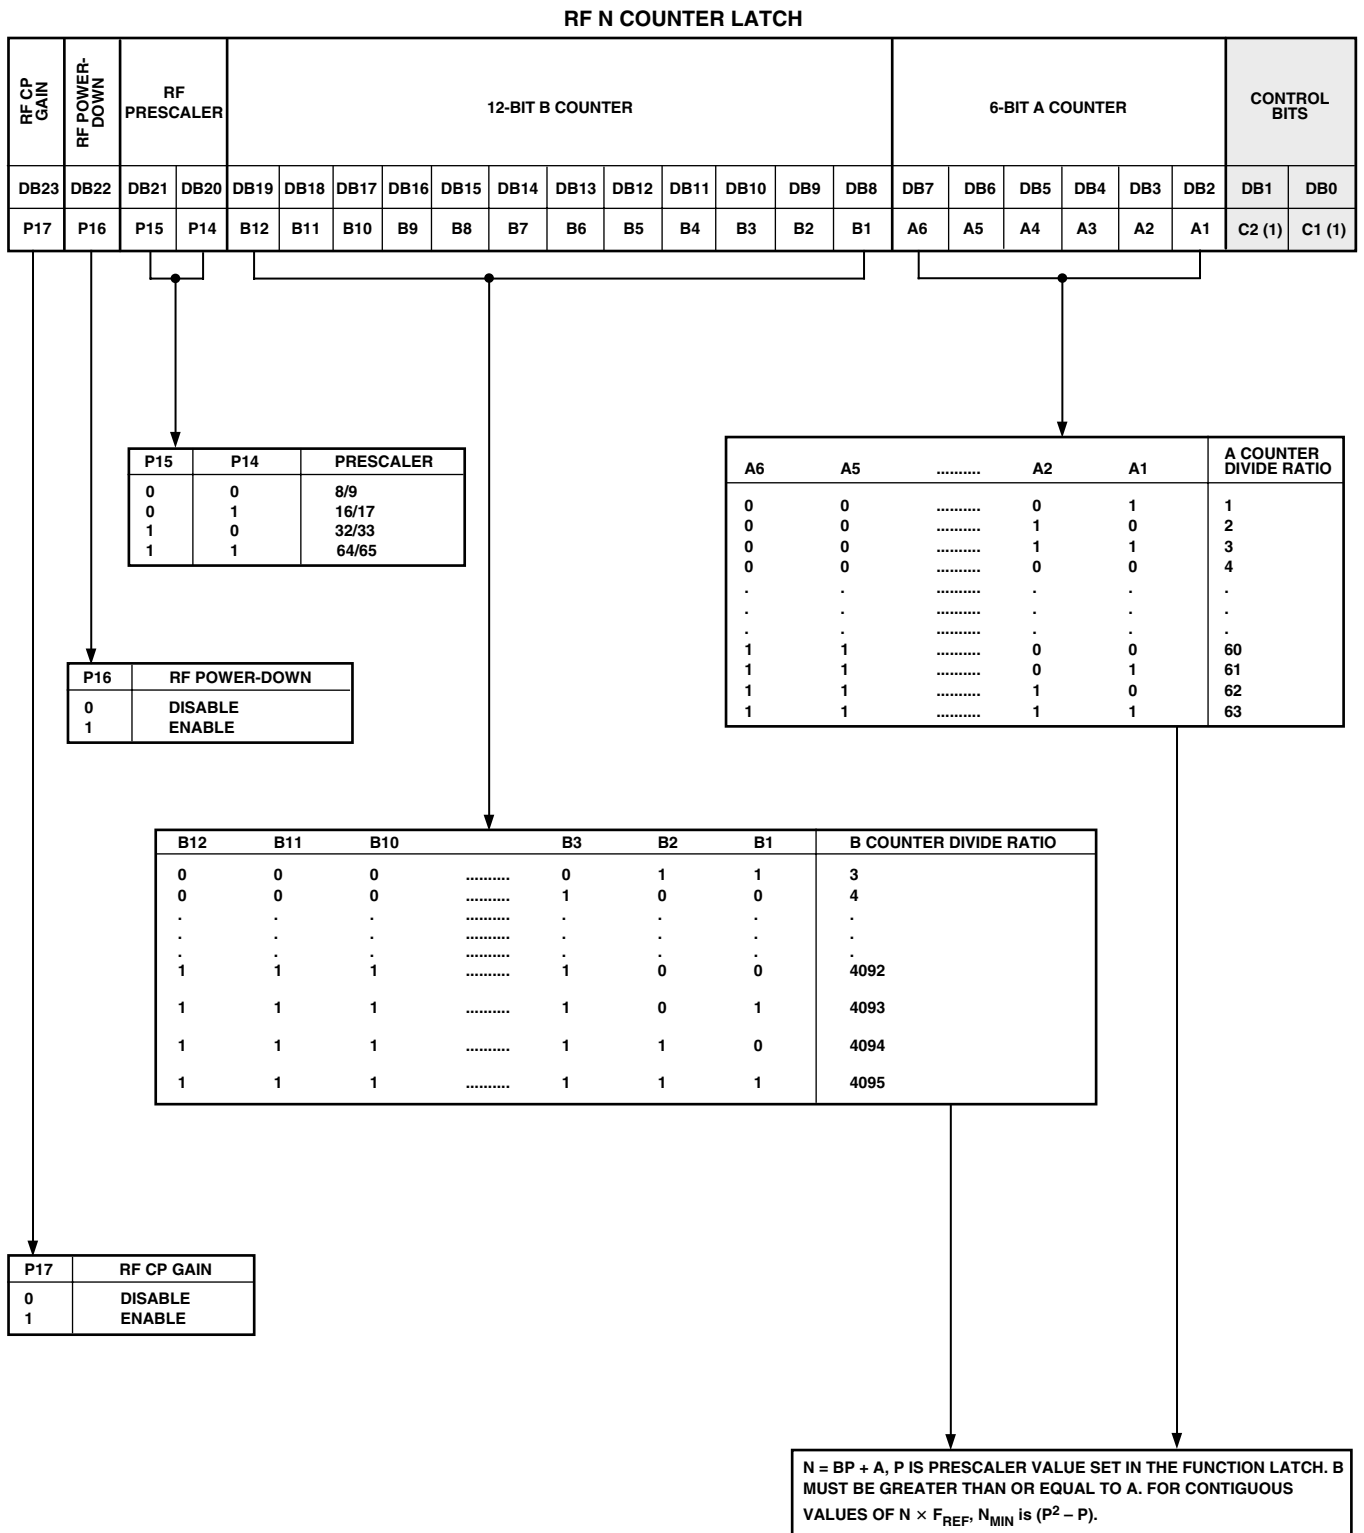 RF N COUNTER LATCH
RF CP GAIN
RF POWER-DOWN
RF PRESCALER
12-BIT B COUNTER
6-BIT A COUNTER
CONTROL BITS
DB23 DB22 DB21 DB20 DB19 DB18 DB17 DB16 DB15 DB14 DB13 DB12 DB11 DB10 DB9 DB8 DB7 DB6 DB5 DB4 DB3 DB2 DB1 DB0
P17 P16 P15 P14 B12 B11 B10 B9 B8 B7 B6 B5 B4 B3 B2 B1 A6 A5 A4 A3 A2 A1 C2 (1) C1 (1)
P15 P14 PRESCALER
0 0 8/9
0 1 16/17
1 0 32/33
1 1 64/65
A6 A5 .......... A2 A1 A COUNTER DIVIDE RATIO
0 0 .......... 0 1 1
0 0 .......... 1 0 2
0 0 .......... 1 1 3
0 0 .......... 0 0 4
. . .......... . . .
. . .......... . . .
. . .......... . . .
1 1 .......... 0 0 60
1 1 .......... 0 1 61
1 1 .......... 1 0 62
1 1 .......... 1 1 63
P16 RF POWER-DOWN
0 DISABLE
1 ENABLE
B12 B11 B10 B3 B2 B1 B COUNTER DIVIDE RATIO
0 0 0 .......... 0 1 1 3
0 0 0 .......... 1 0 0 4
. . . .......... . . . .
. . . .......... . . . .
. . . .......... . . . .
1 1 1 .......... 1 0 0 4092
1 1 1 .......... 1 0 1 4093
1 1 1 .......... 1 1 0 4094
1 1 1 .......... 1 1 1 4095
P17 RF CP GAIN
0 DISABLE
1 ENABLE
N = BP + A, P IS PRESCALER VALUE SET IN THE FUNCTION LATCH. B
MUST BE GREATER THAN OR EQUAL TO A. FOR CONTIGUOUS
VALUES OF N × F_REF, N_MIN is (P² – P).